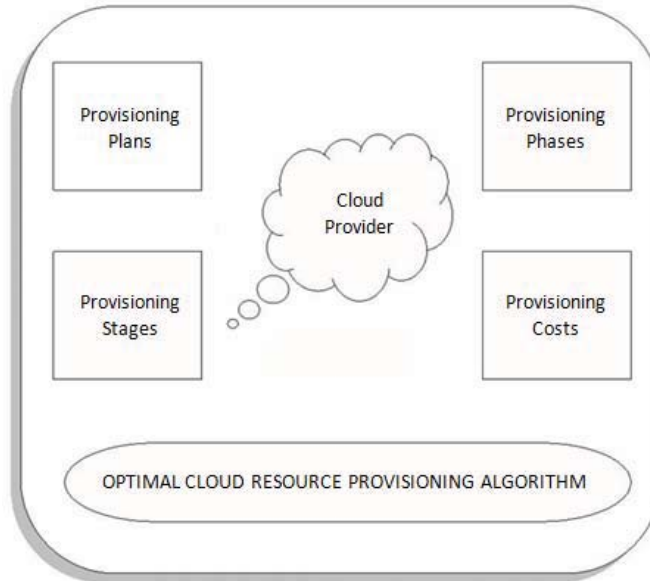 Provisioning
Plans
Provisioning
Phases
Cloud
Provider
Provisioning
Stages
Provisioning
Costs
OPTIMAL CLOUD RESOURCE PROVISIONING ALGORITHM